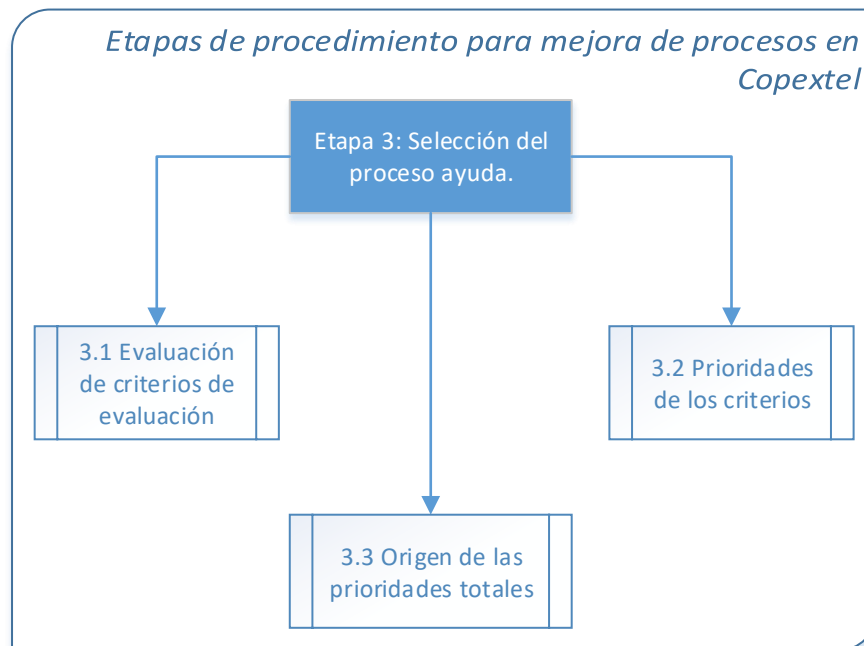 Etapas de procedimiento para mejora de procesos en
Copextel
Etapa 3: Selección del
proceso ayuda.
3.1 Evaluación
de criterios de
evaluación
3.2 Prioridades
de los criterios
3.3 Origen de las
prioridades totales